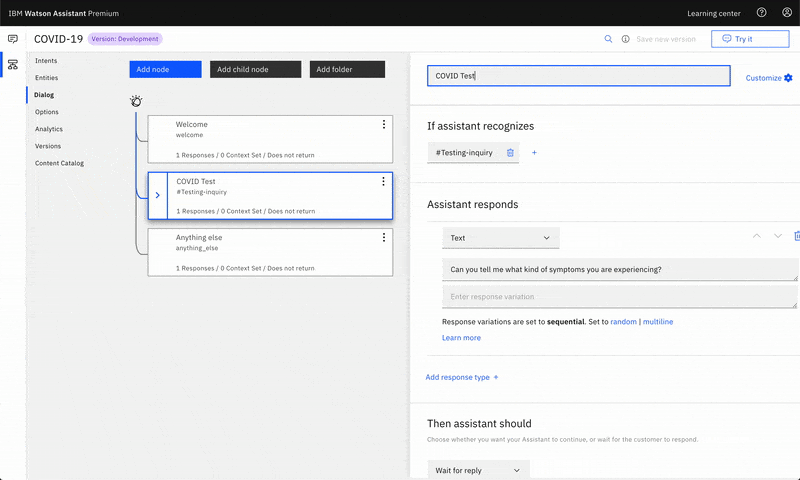 IBM Watson Assistant Premium
Learning center
COVID-19
Version: Development
Save new version
Try it
Intents
Entities
Dialog
Options
Analytics
Versions
Content Catalog
Add node
Add child node
Add folder
Welcome
welcome
1 Responses / 0 Context Set / Does not return
COVID Test
#Testing-inquiry
1 Responses / 0 Context Set / Does not return
Anything else
anything_else
1 Responses / 0 Context Set / Does not return
COVID Test
Customize
If assistant recognizes
#Testing-inquiry
Assistant responds
Text
Can you tell me what kind of symptoms you are experiencing?
Enter response variation
Response variations are set to sequential. Set to random | multiline
Learn more
Add response type +
Then assistant should
Choose whether you want your Assistant to continue, or wait for the customer to respond.
Wait for reply